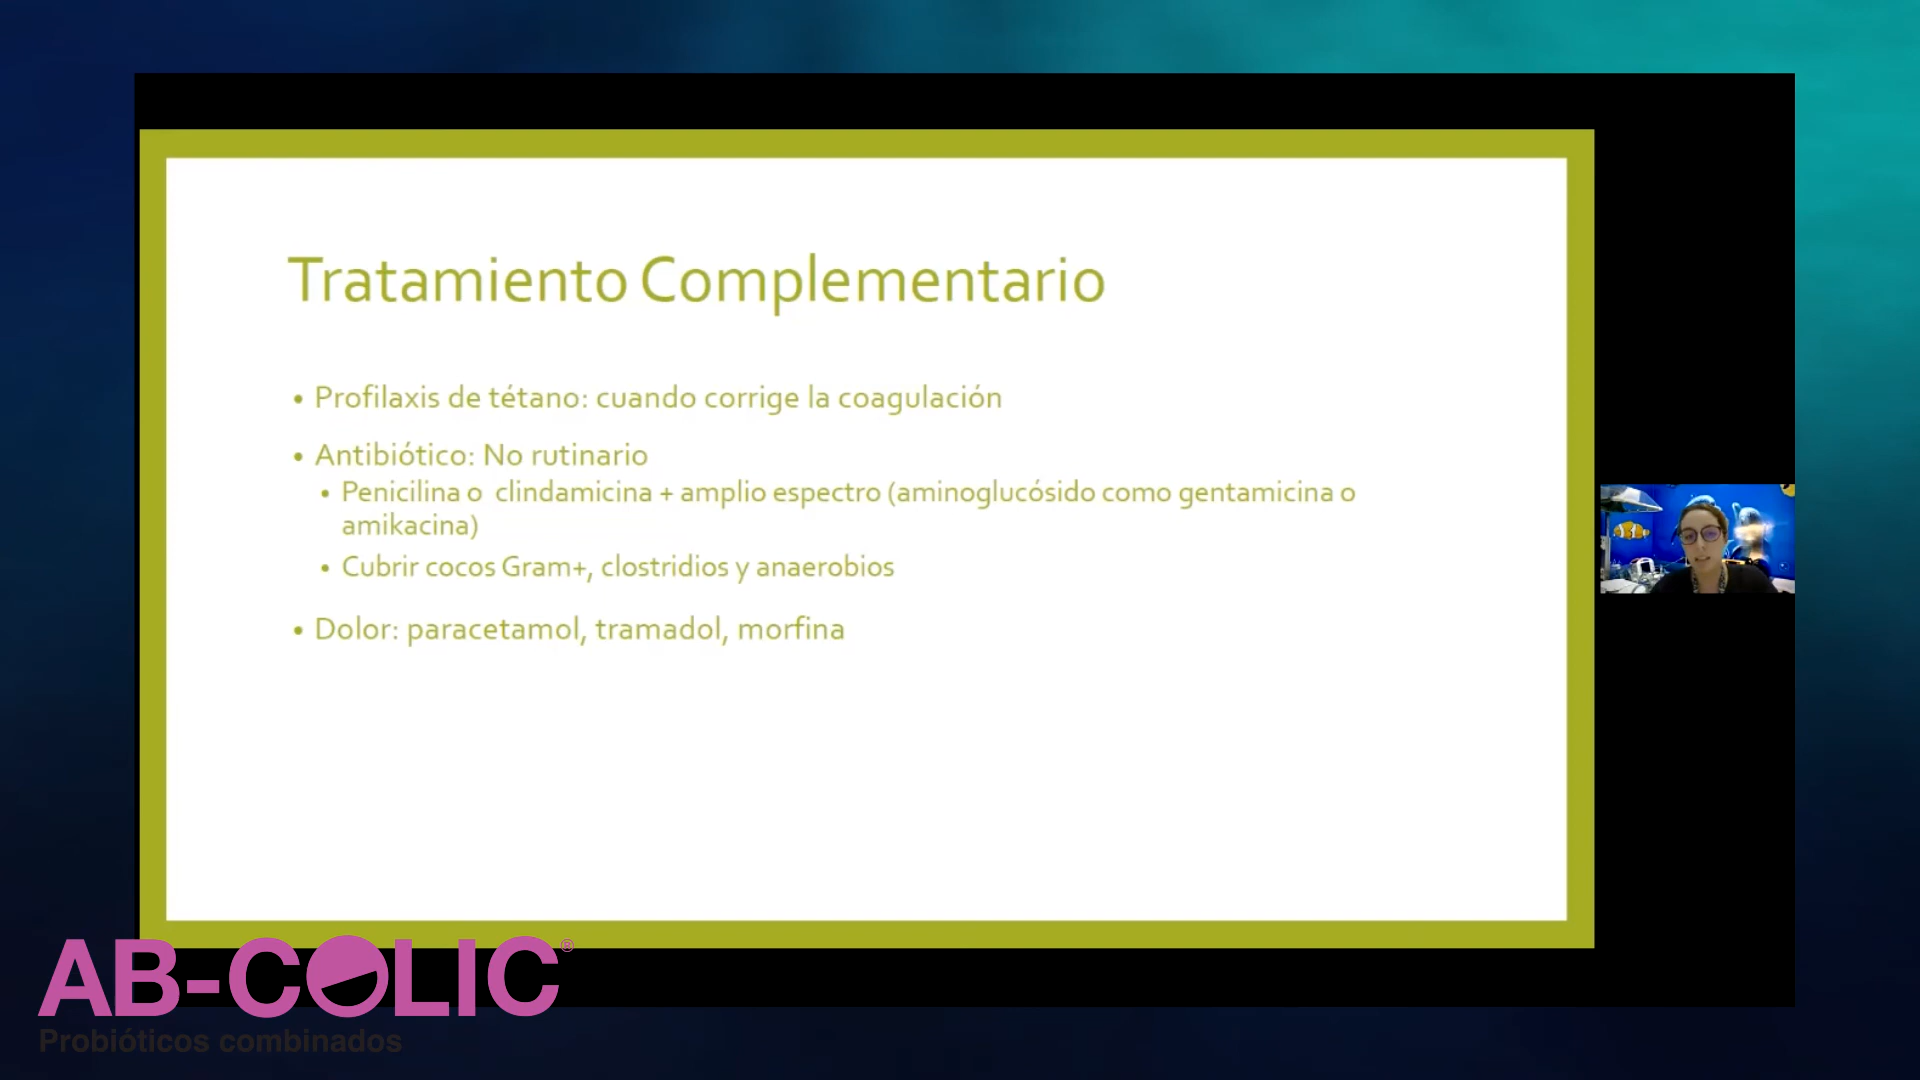 Tratamiento Complementario
• Profilaxis de tétano: cuando corrige la coagulación
• Antibiótico: No rutinario
• Penicilina o clindamicina + amplio espectro (aminoglucósido como gentamicina o
amikacina)
• Cubrir cocos Gram+, clostridios y anaerobios
• Dolor: paracetamol, tramadol, morfina
AB-COLIC®
Probióticos combinados